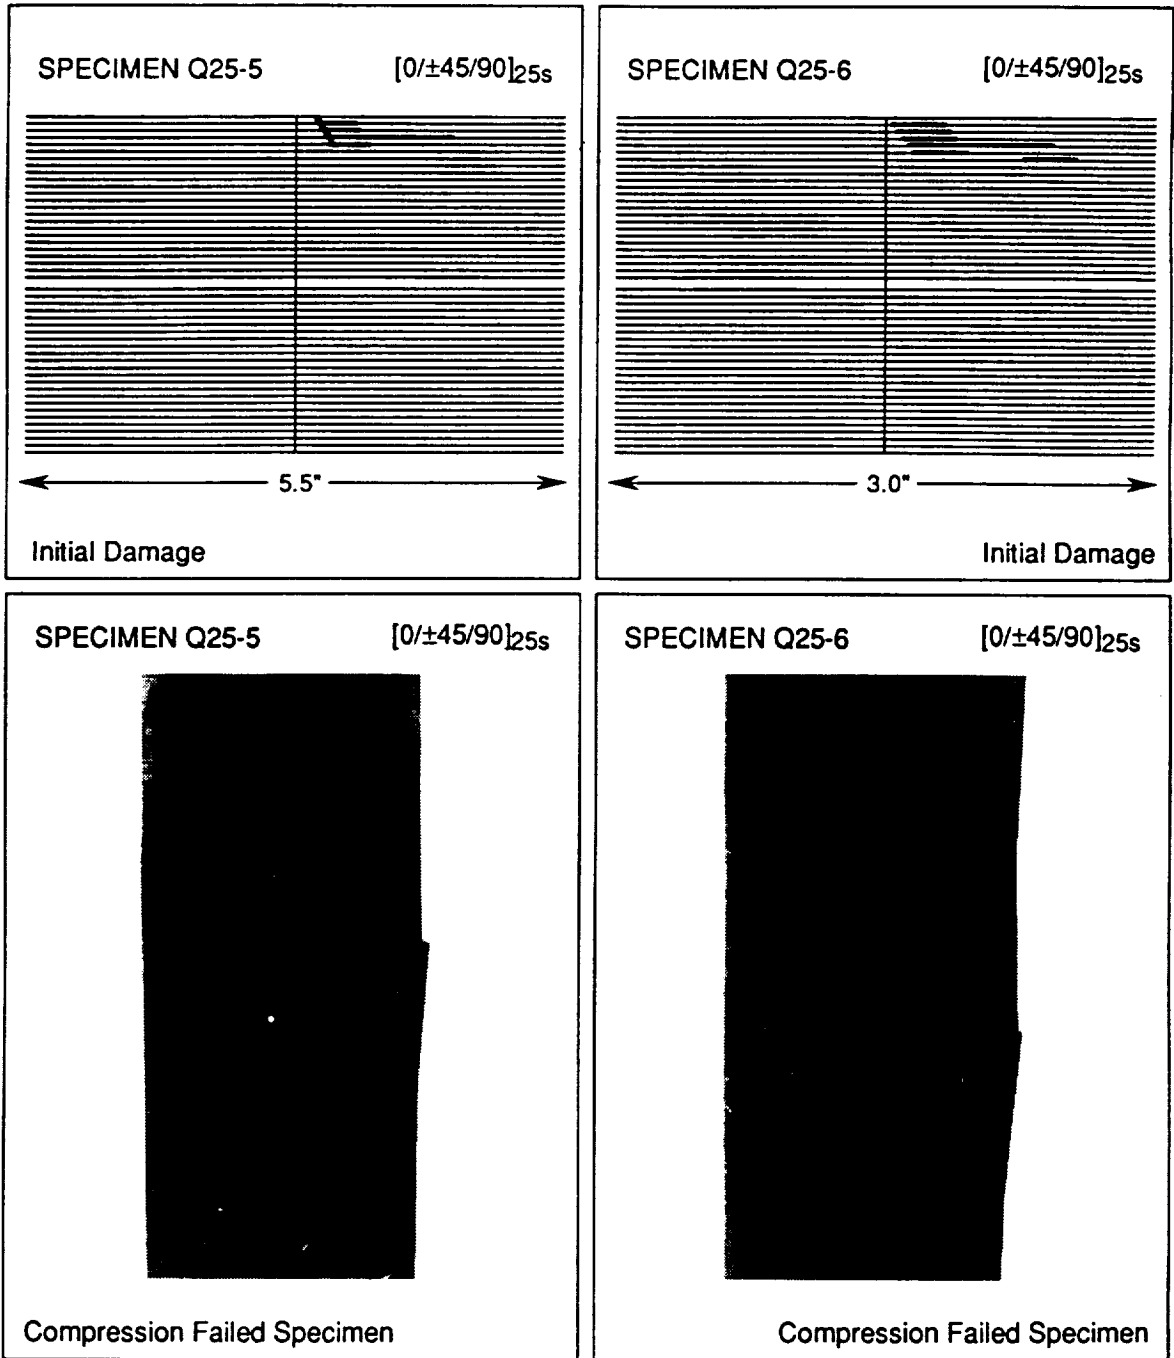 SPECIMEN Q25-5 [0/±45/90]25s
5.5"
Initial Damage
SPECIMEN Q25-6 [0/±45/90]25s
3.0"
Initial Damage
SPECIMEN Q25-5 [0/±45/90]25s
Compression Failed Specimen
SPECIMEN Q25-6 [0/±45/90]25s
Compression Failed Specimen